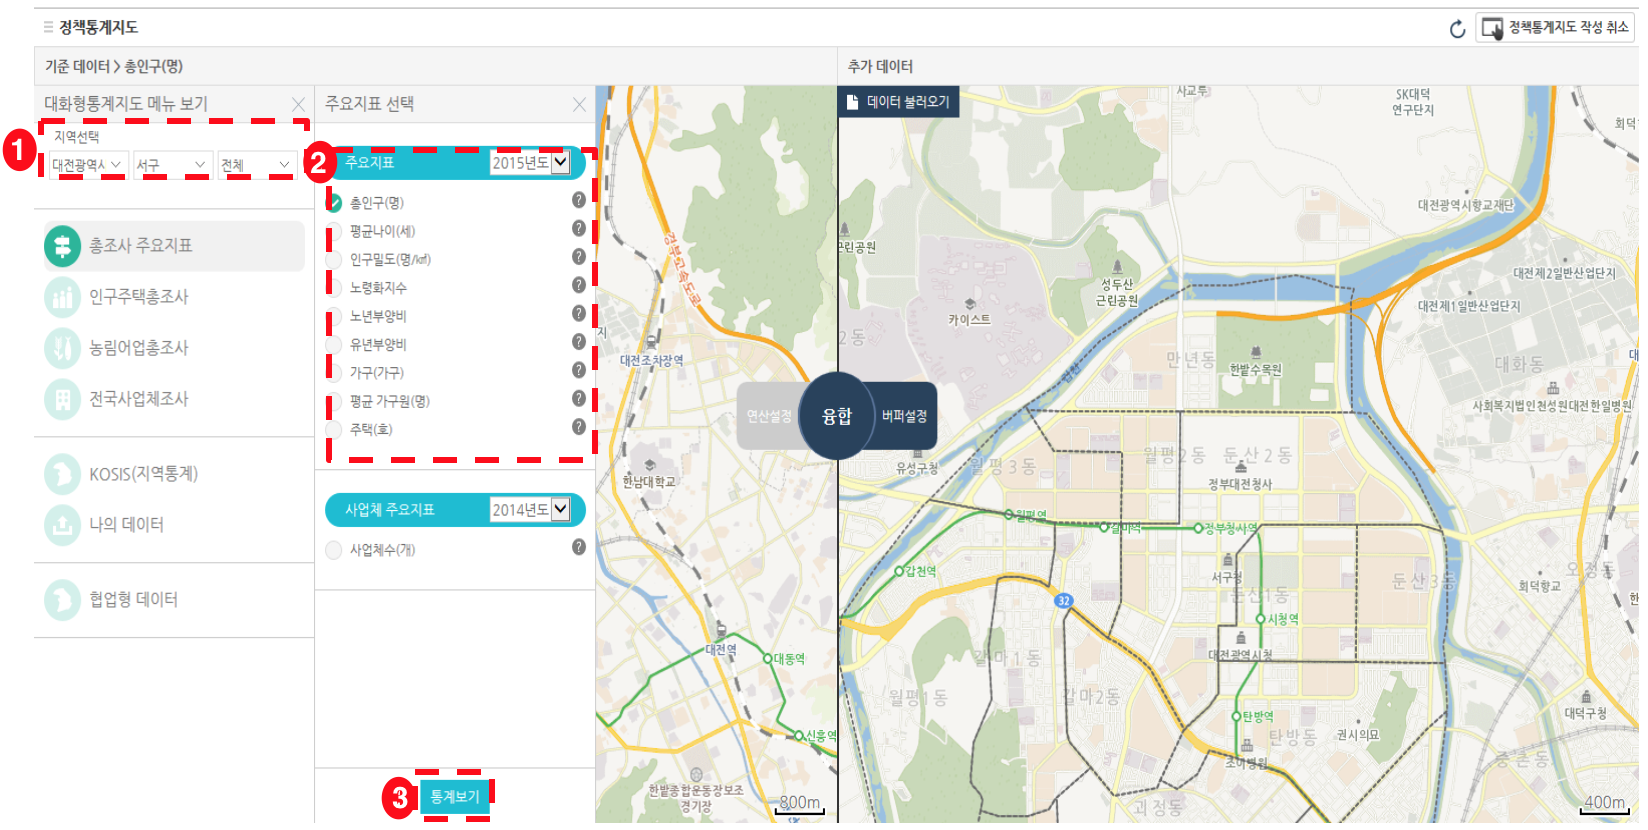 정책통계지도
정책통계지도 작성 취소
기준 데이터 > 총인구(명)
추가 데이터
대화형통계지도 메뉴 보기
1
지역선택
서구
전체
총조사 주요지표
인구주택총조사
농림어업총조사
전국사업체조사
KOSIS(지역통계)
나의 데이터
협업형 데이터
주요지표 선택
2
주요지표
2015년도
총인구(명)
평균나이(세)
인구밀도(명/㎢)
노령화지수
노년부양비
유년부양비
가구(가구)
평균 가구원(명)
주택(호)
사업체 주요지표
2014년도
사업체수(개)
3
통계보기
경부고속도로
대전조차장역
한남대학교
대전역
대동역
신흥역
한밭종합운동장보조
경기장
800m
연산설정
융합
버퍼설정
데이터 불러오기
SK대덕
연구단지
회덕
대전광역시향교재단
성두산
근린공원
대전제2일반산업단지
대전제1일반산업단지
카이스트
만년동
한밭수목원
대화동
사회복지법인천성원대전한일병원
유성구청
월평3동
월평2동
둔산2동
정부대전청사
월평역
갈마역
정부청사역
갑천역
서구청
둔산1동
둔산3동
오정동
회덕향교
32
시청역
대전광역시청
갈마1동
월평1동
갈마2동
탄방역
탄방동
권시의묘
대덕구청
중촌동
괴정동
400m